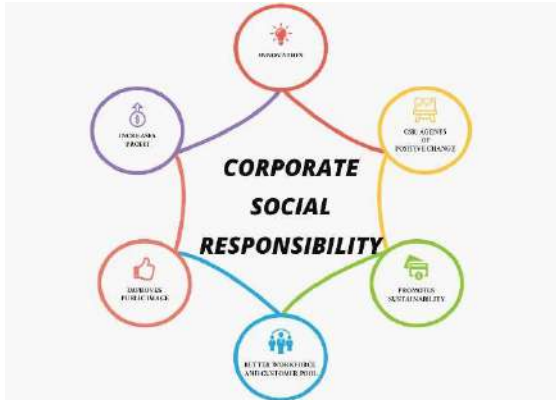 INNOVATION
INCREASES
PROFIT
CSR: AGENTS
OF
POSITIVE CHANGE
CORPORATE
SOCIAL
RESPONSIBILITY
IMPROVES
PUBLIC IMAGE
PROMOTES
SUSTAINABILITY
BETTER WORKFORCE
AND CUSTOMER POOL